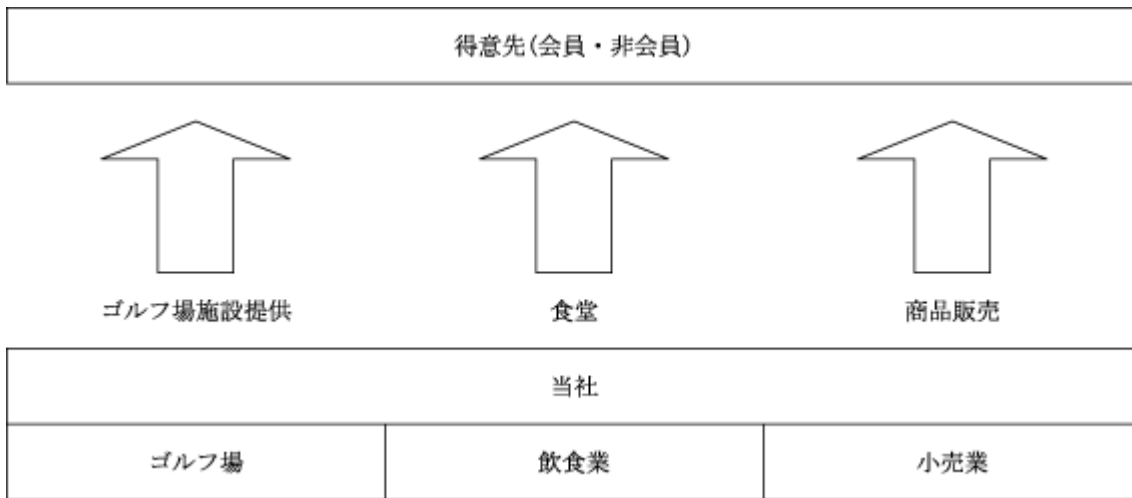 得意先(会員・非会員)
ゴルフ場施設提供
食堂
商品販売
当社
ゴルフ場
飲食業
小売業